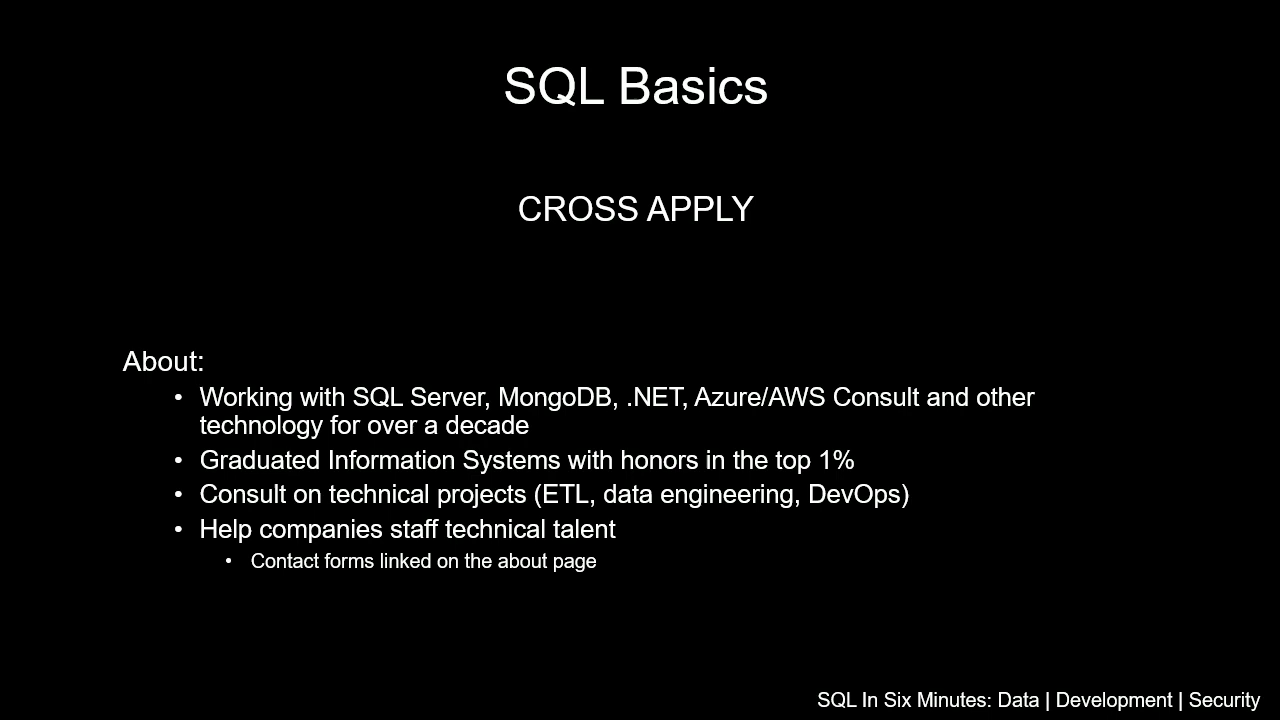 SQL Basics
CROSS APPLY
About:
• Working with SQL Server, MongoDB, .NET, Azure/AWS Consult and other
technology for over a decade
• Graduated Information Systems with honors in the top 1%
• Consult on technical projects (ETL, data engineering, DevOps)
• Help companies staff technical talent
• Contact forms linked on the about page
SQL In Six Minutes: Data | Development | Security